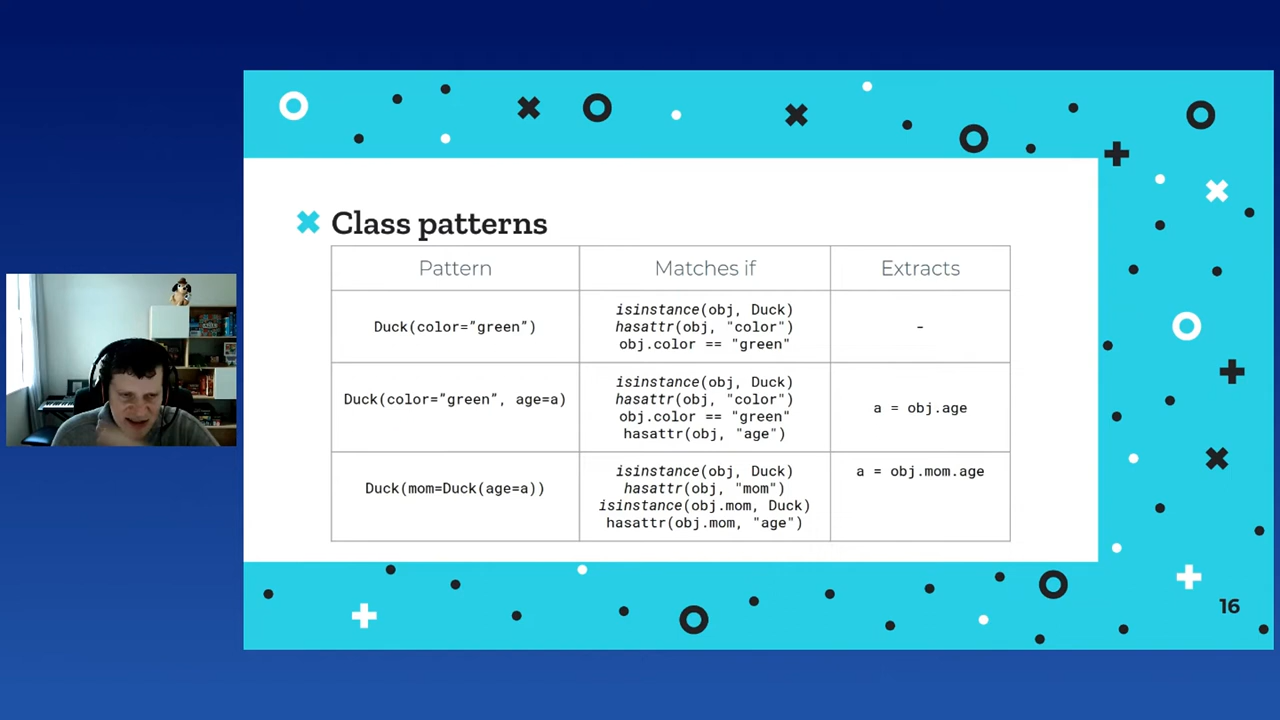 Class patterns
Pattern
Matches if
Extracts
Duck(color=”green”)
isinstance(obj, Duck)
hasattr(obj, "color")
obj.color == "green"
-
Duck(color=”green”, age=a)
isinstance(obj, Duck)
hasattr(obj, "color")
obj.color == "green"
hasattr(obj, "age")
a = obj.age
Duck(mom=Duck(age=a))
isinstance(obj, Duck)
hasattr(obj, "mom")
isinstance(obj.mom, Duck)
hasattr(obj.mom, "age")
a = obj.mom.age
16